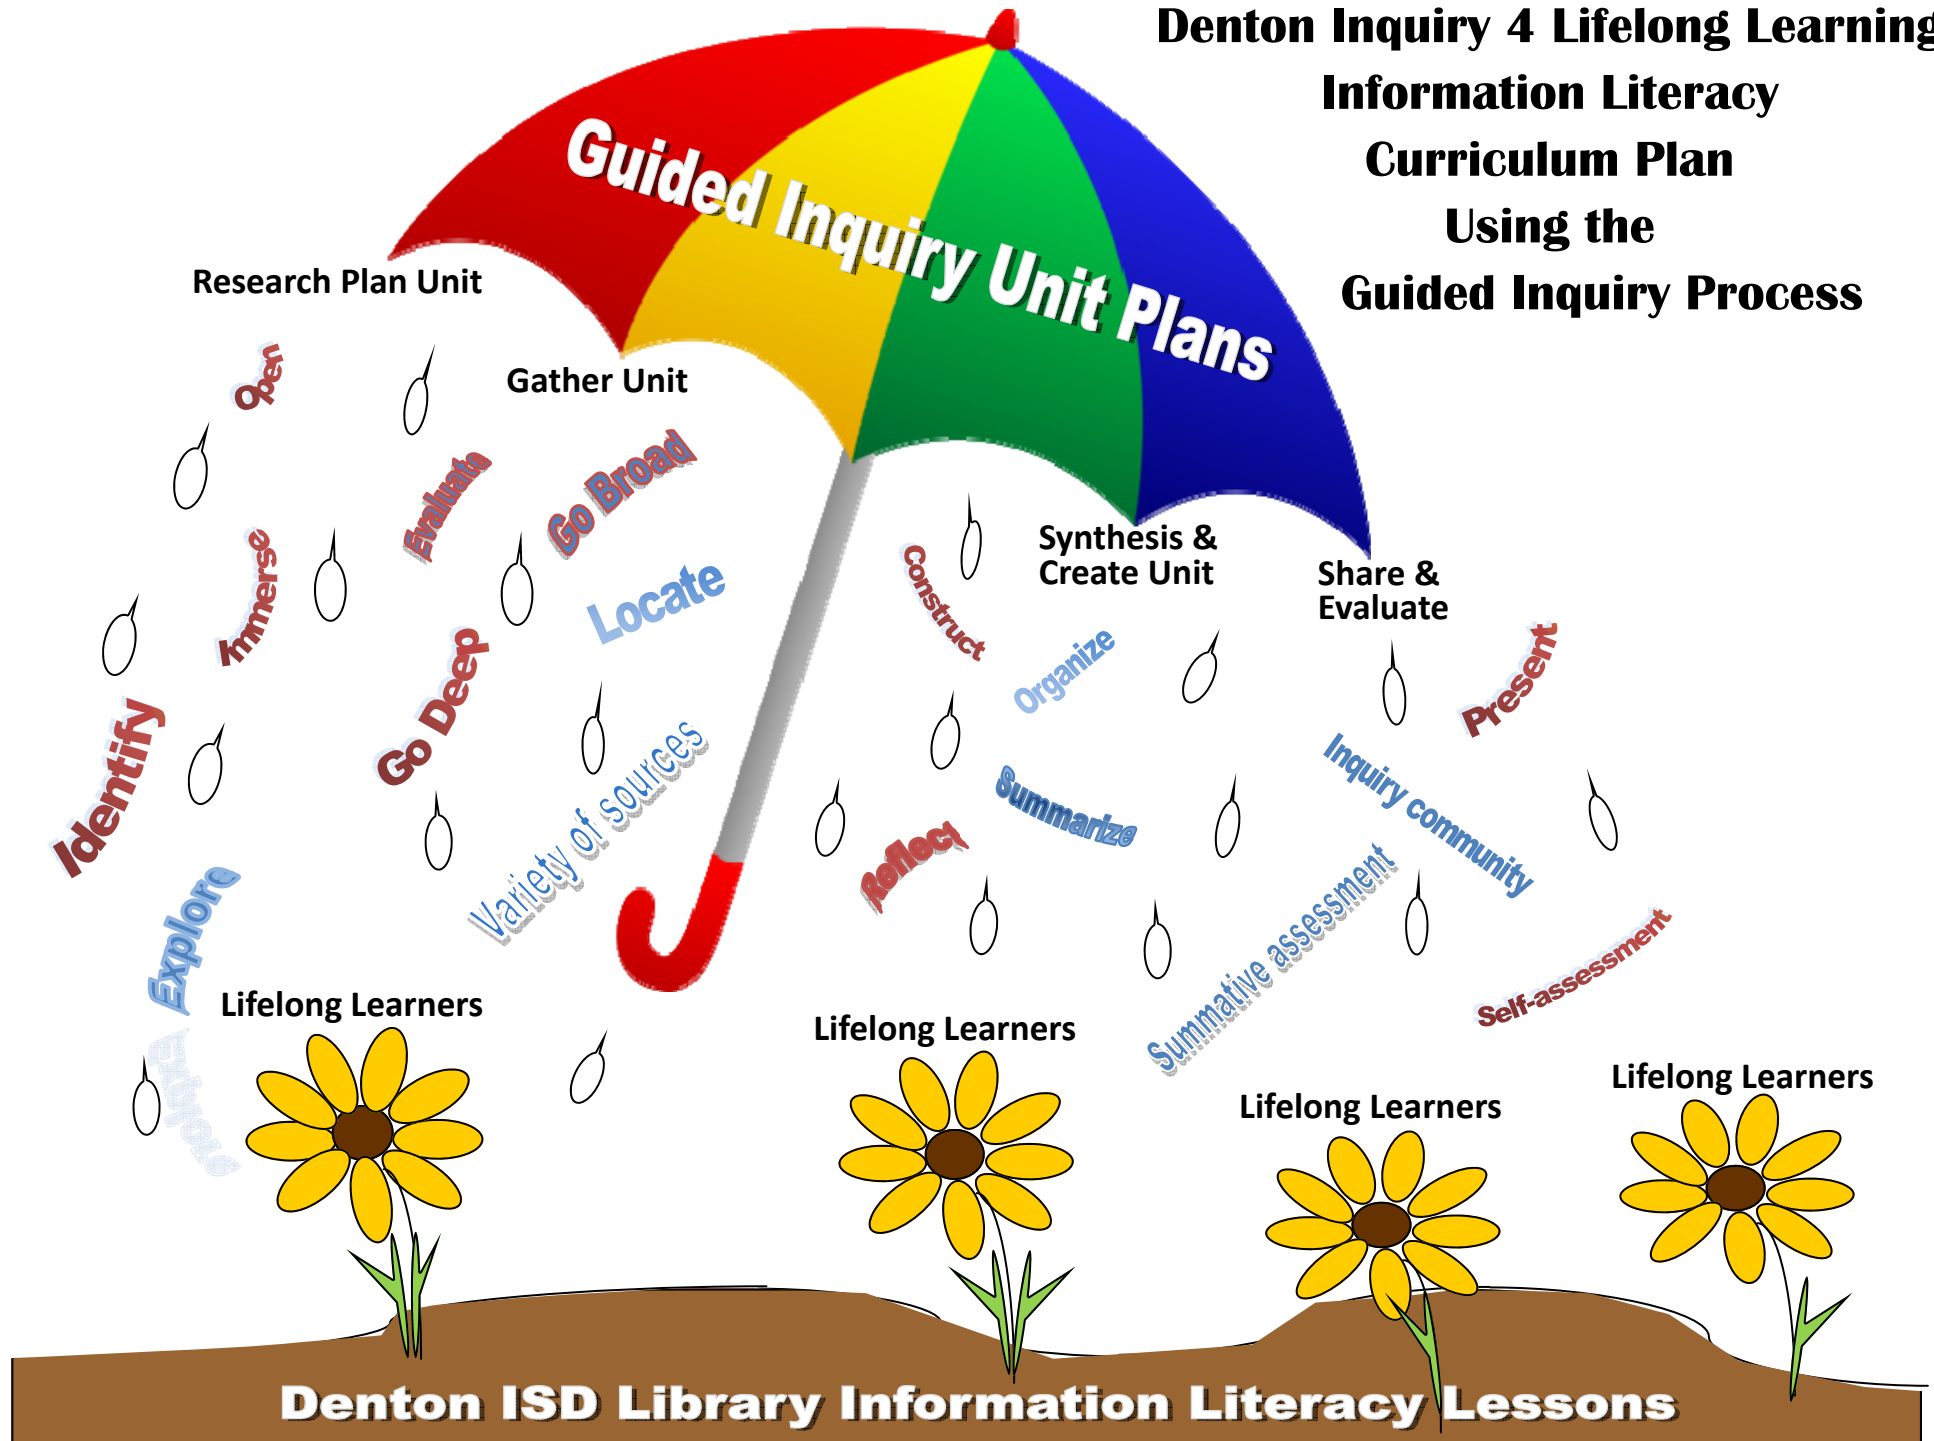 Denton Inquiry 4 Lifelong Learning
Information Literacy
Curriculum Plan
Using the
Guided Inquiry Process
Guided Inquiry Unit Plans
Research Plan Unit
Open
Immerse
Identify
Explore
Gather Unit
Evaluate
Go Broad
Locate
Go Deep
Variety of sources
Synthesis &
Create Unit
Construct
Organize
Summarize
Reflect
Share &
Evaluate
Present
Inquiry community
Summative assessment
Self-assessment
Lifelong Learners
Lifelong Learners
Lifelong Learners
Lifelong Learners
Denton ISD Library Information Literacy Lessons